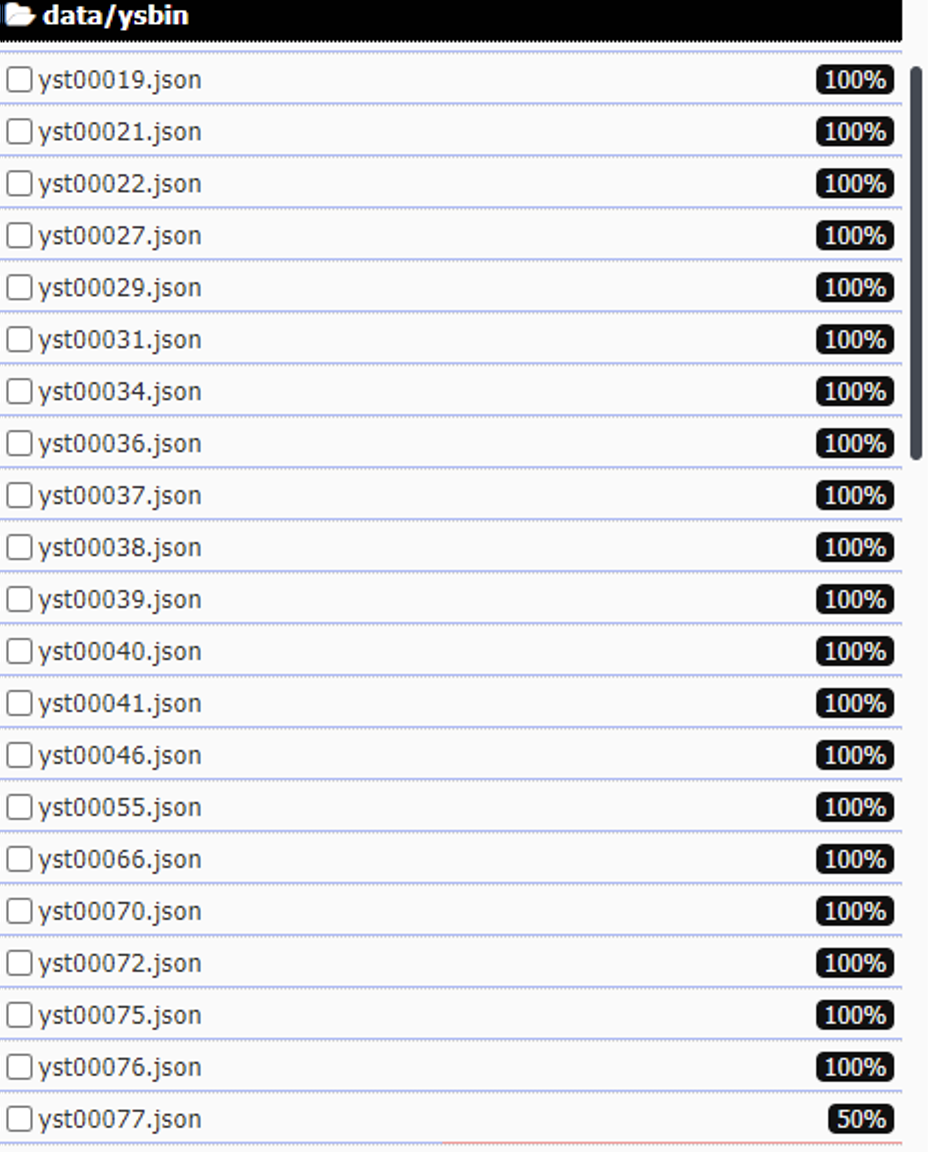 data/ysbin
yst00019.json 100%
yst00021.json 100%
yst00022.json 100%
yst00027.json 100%
yst00029.json 100%
yst00031.json 100%
yst00034.json 100%
yst00036.json 100%
yst00037.json 100%
yst00038.json 100%
yst00039.json 100%
yst00040.json 100%
yst00041.json 100%
yst00046.json 100%
yst00055.json 100%
yst00066.json 100%
yst00070.json 100%
yst00072.json 100%
yst00075.json 100%
yst00076.json 100%
yst00077.json 50%